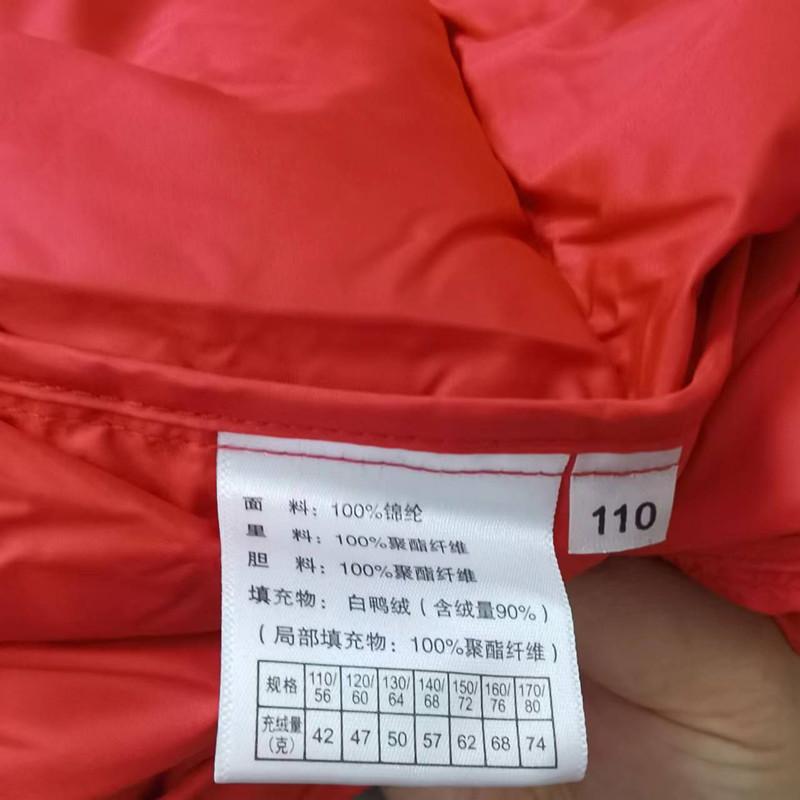 面 料：100%锦纶
里 料：100%聚酯纤维
胆 料：100%聚酯纤维
填充物：白鸭绒（含绒量90%）
（局部填充物：100%聚酯纤维）
规格 110/56 120/60 130/64 140/68 150/72 160/76 170/80
充绒量（克） 42 47 50 57 62 68 74
110